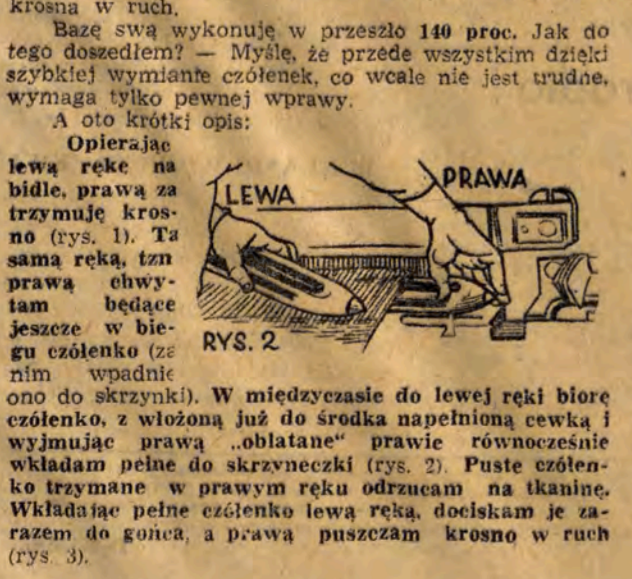 krosna w ruch.
Bazę swą wykonuję w przeszło 140 proc. Jak do
tego doszedłem? — Myślę, że przede wszystkim dzięki
szybkiej wymianie czółenek, co wcale nie jest trudne,
wymaga tylko pewnej wprawy.
A oto krótki opis:
Opierając
lewą rękę na
bidle, prawą za
trzymuję kros-
no (rys. 1). Ta
samą ręką, tzn
prawą chwy-
tam będące
jeszcze w bie-
gu czółenko (za
nim wpadnie
LEWA
PRAWA
RYS. 2
ono do skrzynki). W międzyczasie do lewej ręki biorę
czółenko, z włożoną już do środka napełnioną cewką i
wyjmując prawą „oblatane" prawie równocześnie
wkładam pełne do skrzyneczki (rys. 2). Puste czółen-
ko trzymane w prawym ręku odrzucam na tkaninę.
Wkładając pełne czółenko lewą ręką, dociskam je za-
razem do gońca, a prawą puszczam krosno w ruch
(rys. 3).